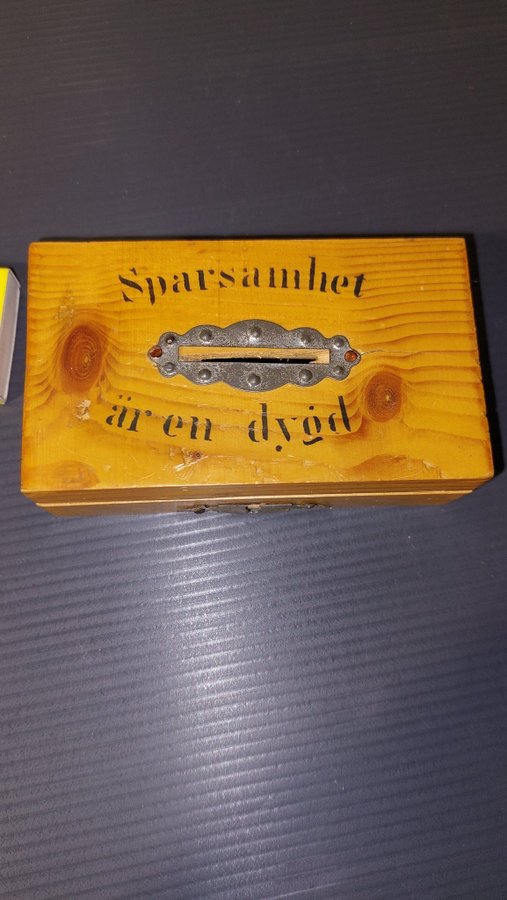 Sparsamhet
är en dygd